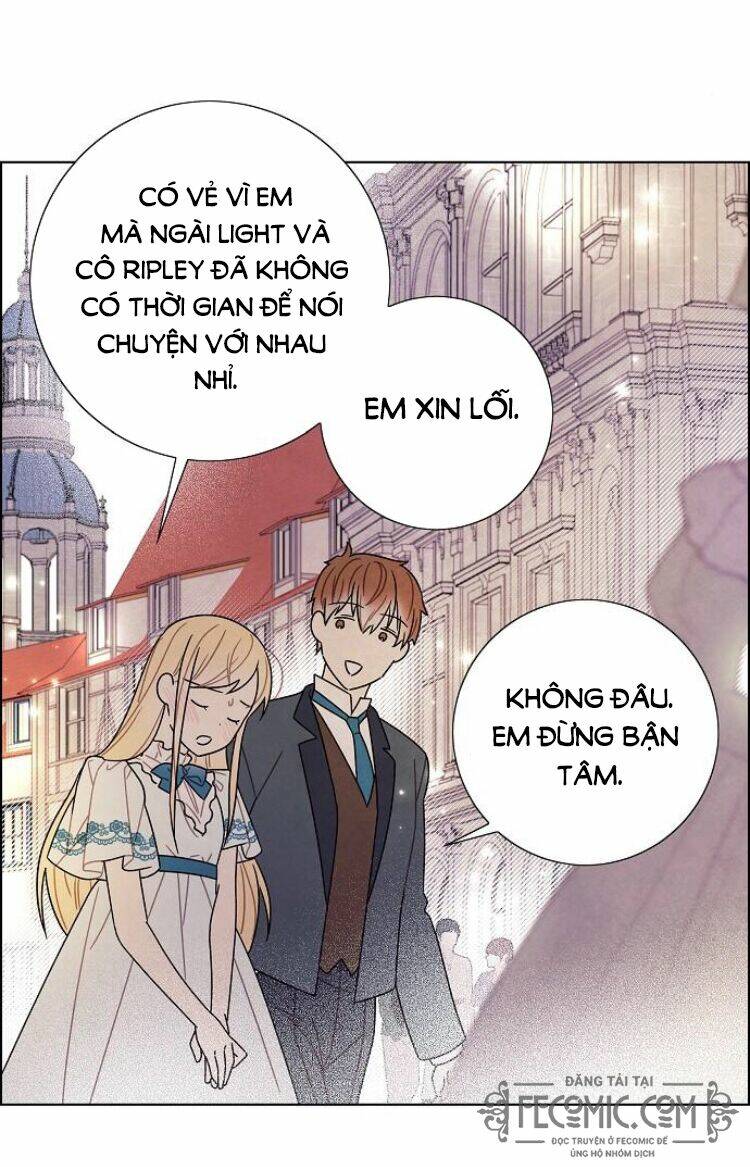 CÓ VẺ VÌ EM
MÀ NGÀI LIGHT VÀ
CÔ RIPLEY ĐÃ KHÔNG
CÓ THỜI GIAN ĐỂ NÓI
CHUYỆN VỚI NHAU
NHỈ.
EM XIN LỖI.
KHÔNG ĐÂU.
EM ĐỪNG BẬN
TÂM.
ĐĂNG TẢI TẠI
FECOMIC.COM
ĐỌC TRUYỆN Ở FECOMIC ĐỂ
ỦNG HỘ NHÓM DỊCH